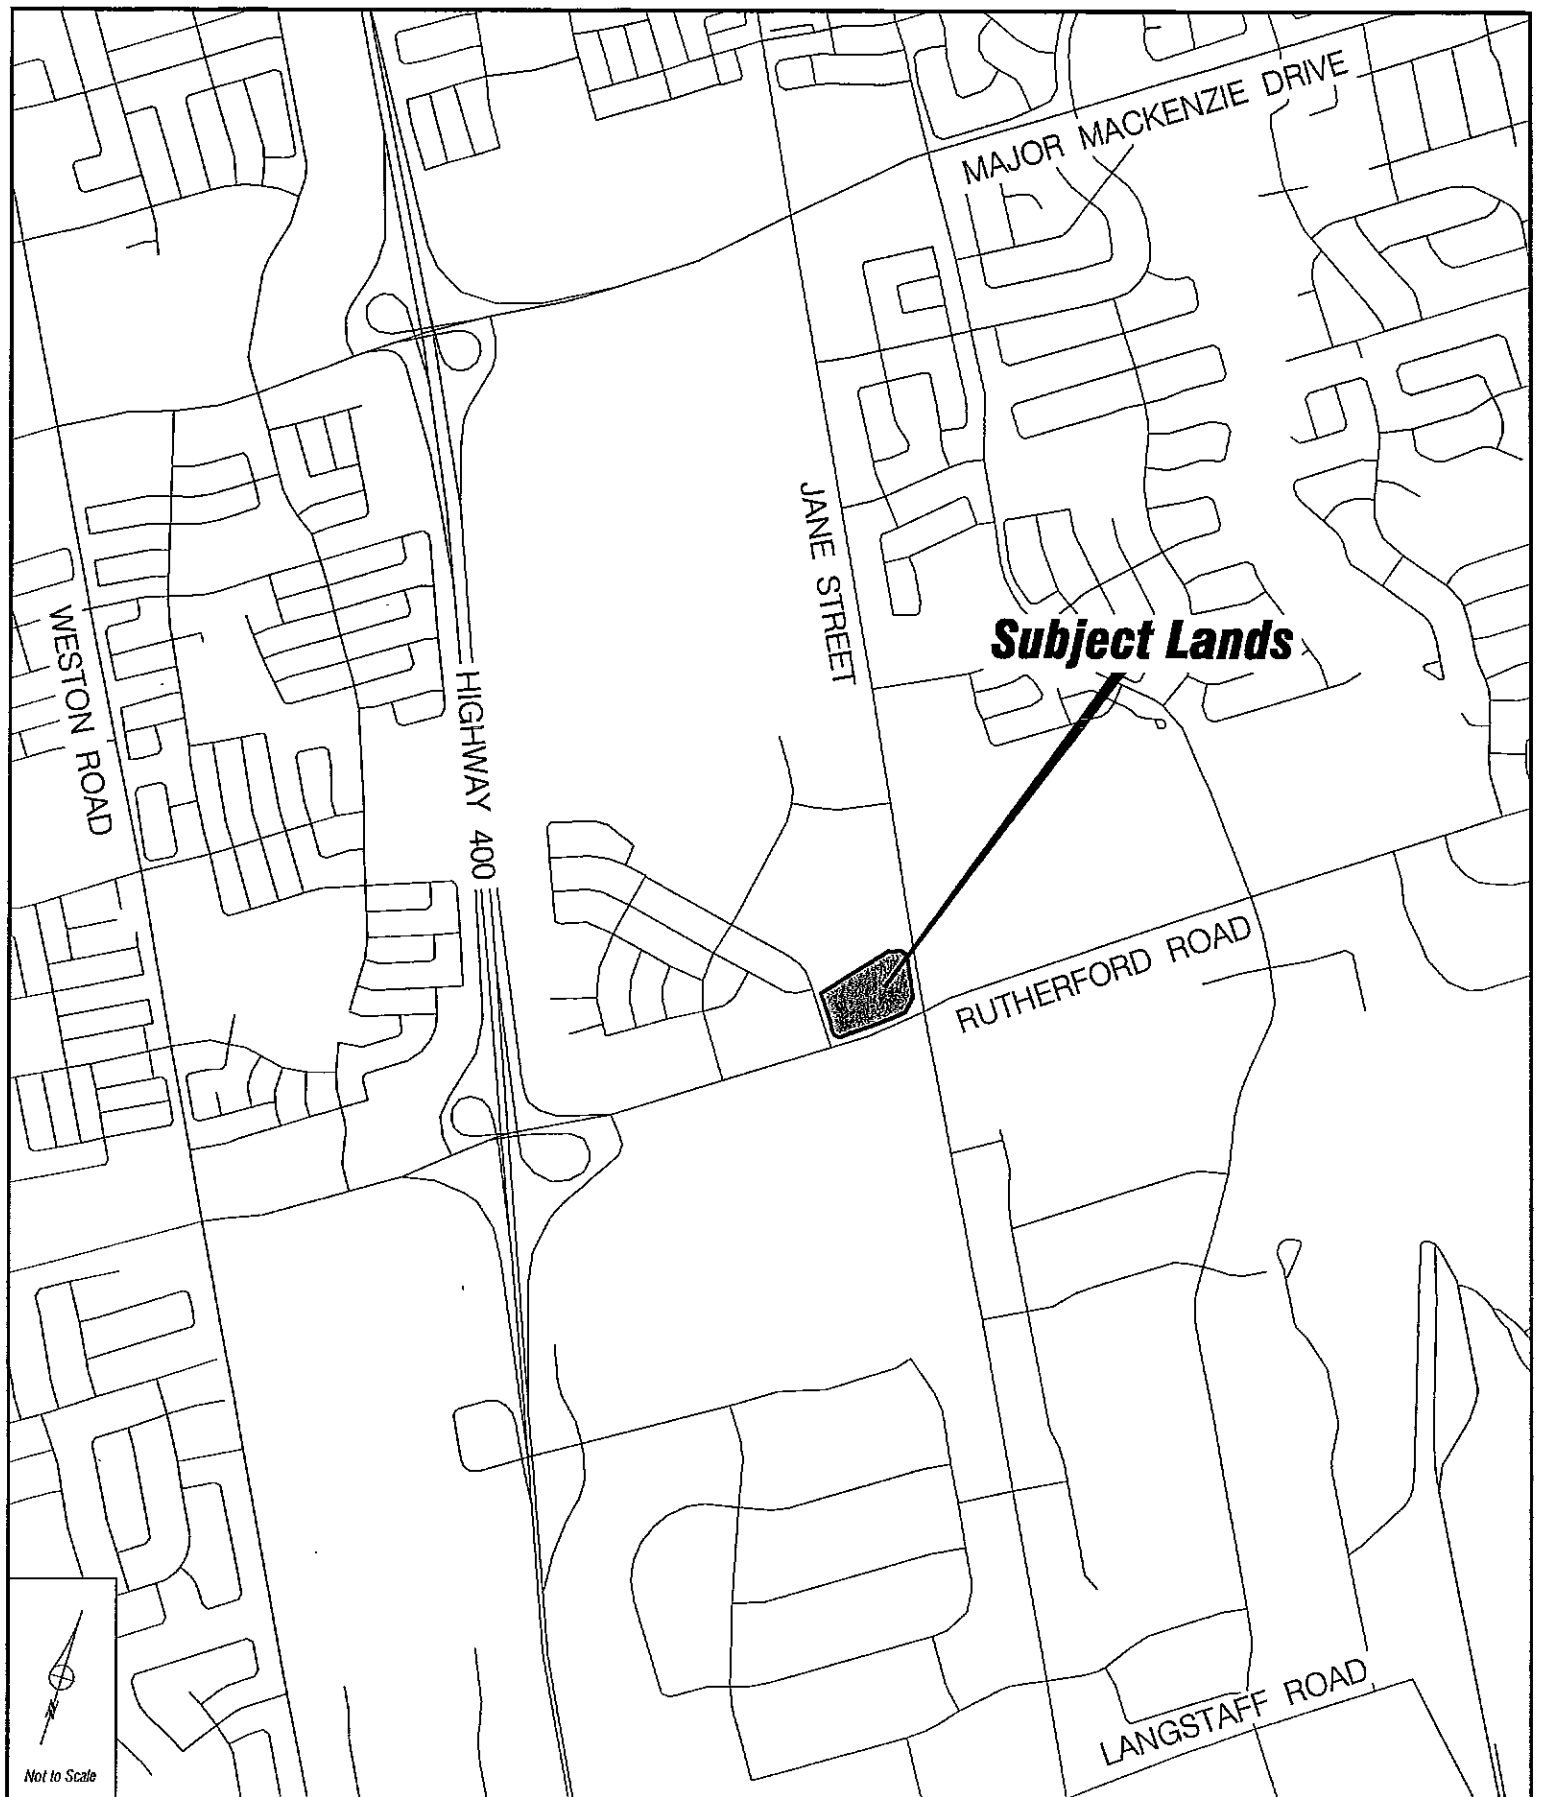 MAJOR MACKENZIE DRIVE
JANE STREET
Subject Lands
WESTON ROAD
HIGHWAY 400
RUTHERFORD ROAD
N
LANGSTAFF ROAD
Not to Scale